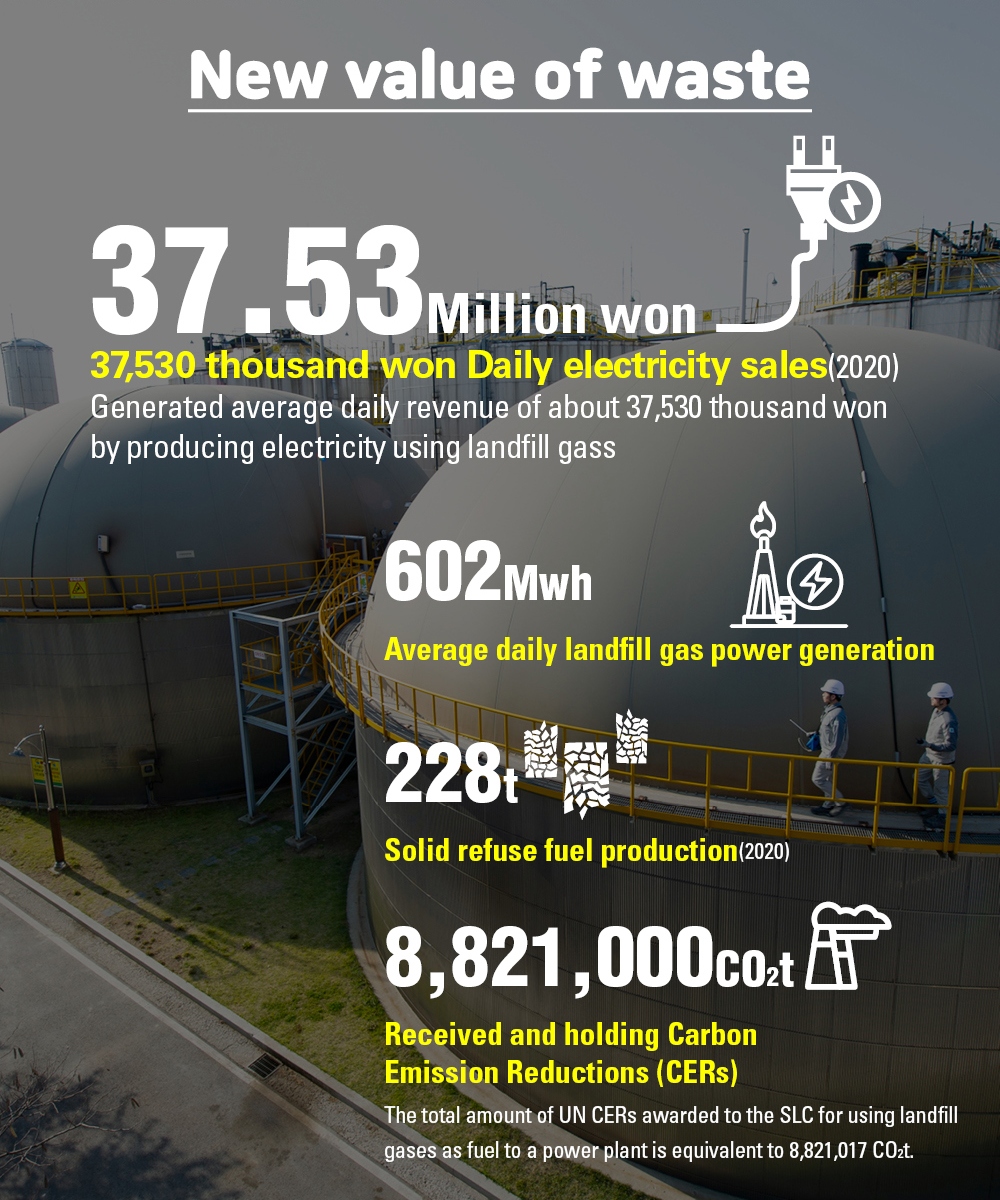 New value of waste
37.53Million won
37,530 thousand won Daily electricity sales(2020)
Generated average daily revenue of about 37,530 thousand won
by producing electricity using landfill gass
602Mwh
Average daily landfill gas power generation
228t
Solid refuse fuel production(2020)
8,821,000CO₂t
Received and holding Carbon
Emission Reductions (CERs)
The total amount of UN CERs awarded to the SLC for using landfill
gases as fuel to a power plant is equivalent to 8,821,017 CO₂t.